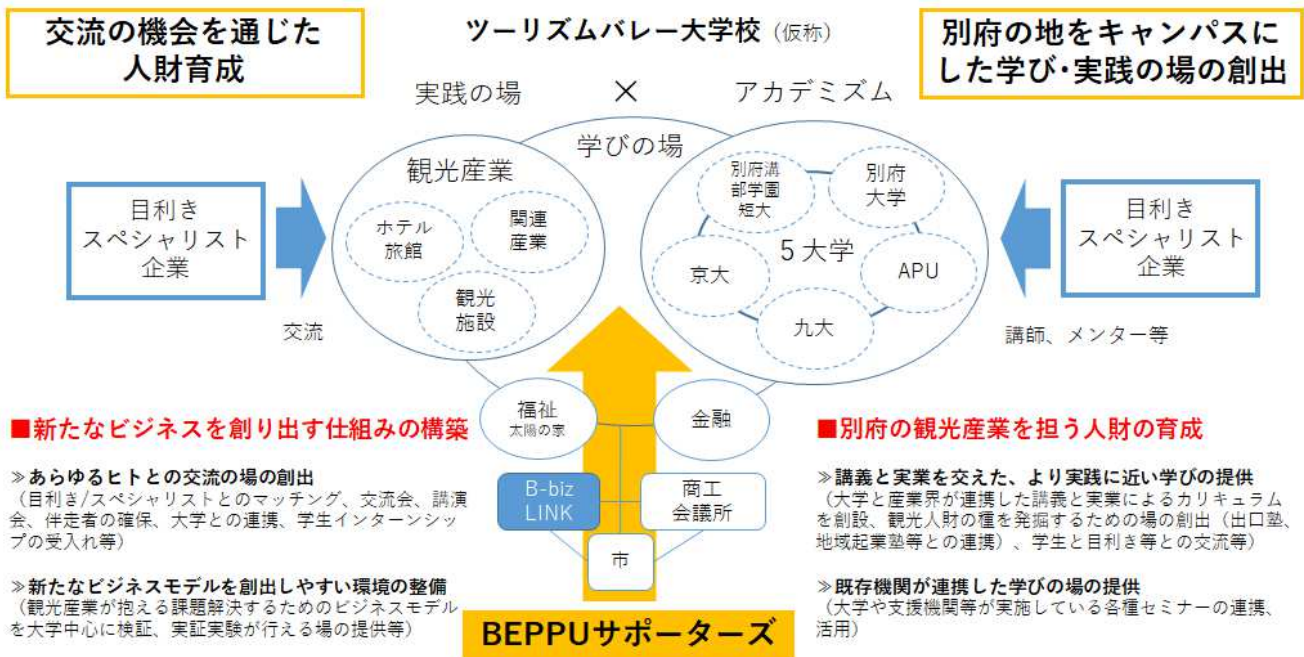 交流の機会を通じた
人財育成
ツーリズムバレー大学校（仮称）
別府の地をキャンパスに
した学び・実践の場の創出
実践の場
×
アカデミズム
学びの場
観光産業
ホテル
旅館
関連
産業
観光
施設
別府溝
部学園
短大
別府
大学
５大学
京大
APU
九大
目利き
スペシャリスト
企業
交流
目利き
スペシャリスト
企業
講師、メンター等
福祉
太陽の家
金融
B-biz
LINK
商工
会議所
市
BEPPUサポーターズ
■新たなビジネスを創り出す仕組みの構築
≫あらゆるヒトとの交流の場の創出
（目利き/スペシャリストとのマッチング、交流会、講演
会、伴走者の確保、大学との連携、学生インターンシッ
プの受入れ等）
≫新たなビジネスモデルを創出しやすい環境の整備
（観光産業が抱える課題解決するためのビジネスモデル
を大学中心に検証、実証実験が行える場の提供等）
■別府の観光産業を担う人財の育成
≫講義と実業を交えた、より実践に近い学びの提供
（大学と産業界が連携した講義と実業によるカリキュラム
を創設、観光人財の種を発掘するための場の創出（出口塾、
地域起業塾等との連携）、学生と目利き等との交流等）
≫既存機関が連携した学びの場の提供
（大学や支援機関等が実施している各種セミナーの連携、
活用）